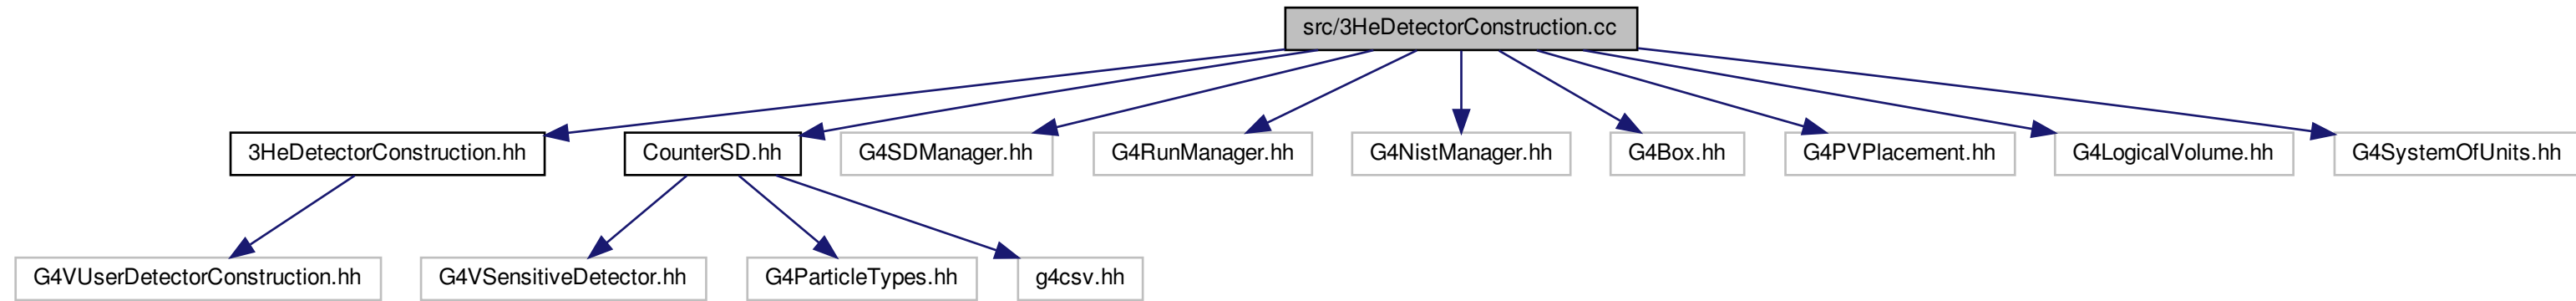 src/3HeDetectorConstruction.cc
3HeDetectorConstruction.hh
CounterSD.hh
G4SDManager.hh
G4RunManager.hh
G4NistManager.hh
G4Box.hh
G4PVPlacement.hh
G4LogicalVolume.hh
G4SystemOfUnits.hh
G4VUserDetectorConstruction.hh
G4VSensitiveDetector.hh
G4ParticleTypes.hh
g4csv.hh